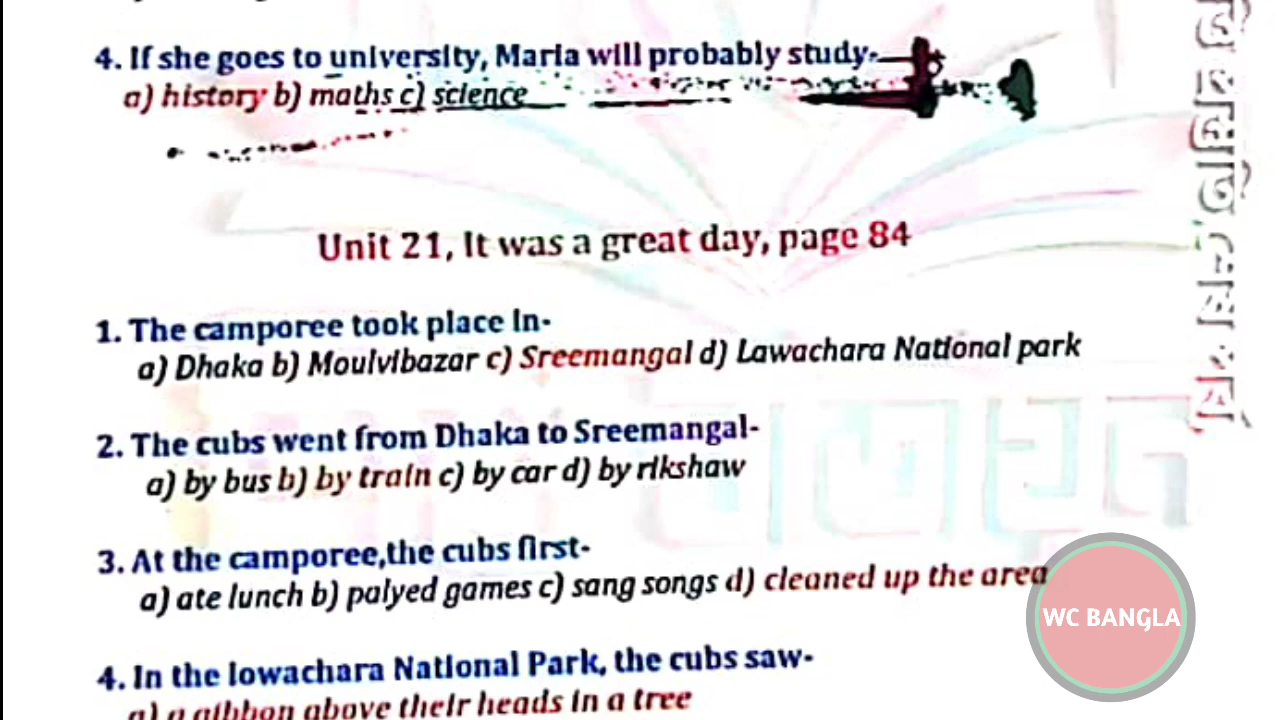 4. If she goes to university, Maria will probably study-
a) history b) maths c) science
Unit 21, It was a great day, page 84
1. The camporee took place in-
a) Dhaka b) Moulvibazar c) Sreemangal d) Lawachara National park
2. The cubs went from Dhaka to Sreemangal-
a) by bus b) by train c) by car d) by rikshaw
3. At the camporee,the cubs first-
a) ate lunch b) palyed games c) sang songs d) cleaned up the area
WC BANGLA
4. In the lowachara National Park, the cubs saw-
a) a gibbon above their heads in a tree